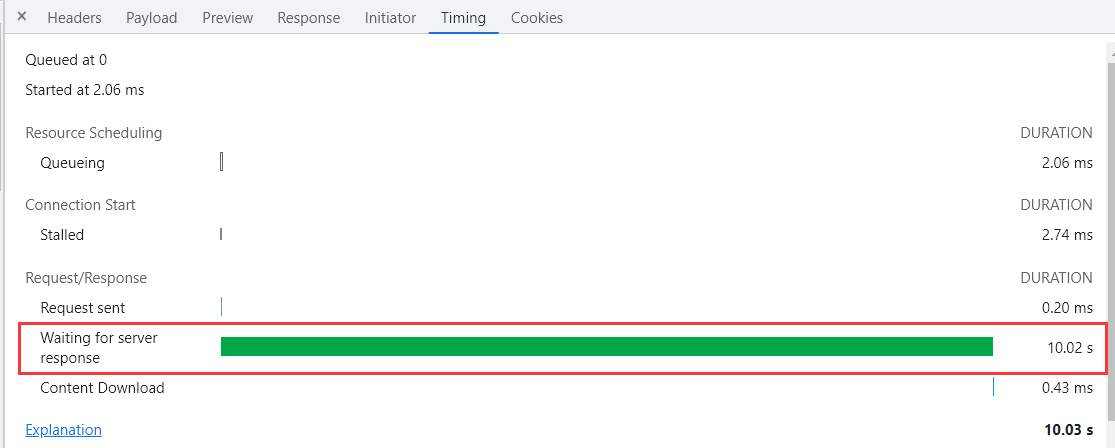 × Headers Payload Preview Response Initiator Timing Cookies
Queued at 0
Started at 2.06 ms
Resource Scheduling DURATION
Queueing 2.06 ms
Connection Start DURATION
Stalled 2.74 ms
Request/Response DURATION
Request sent 0.20 ms
Waiting for server
response 10.02 s
Content Download 0.43 ms
Explanation 10.03 s